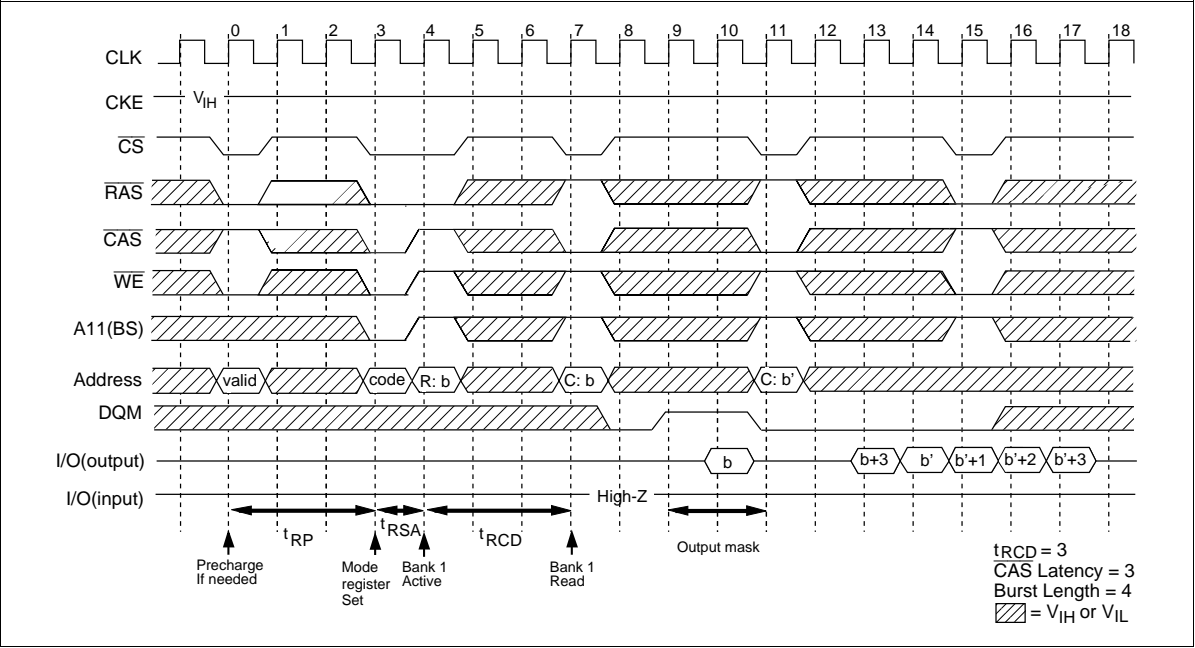 0 1 2 3 4 5 6 7 8 9 10 11 12 13 14 15 16 17 18
CLK
CKE VIH
CS
RAS
CAS
WE
A11(BS)
Address valid code R: b C: b C: b'
DQM
I/O(output) b b+3 b' b'+1 b'+2 b'+3
I/O(input) High-Z
tRP tRSA tRCD Output mask
Precharge
If needed
Mode
register
Set
Bank 1
Active
Bank 1
Read
tRCD = 3
CAS Latency = 3
Burst Length = 4
= VIH or VIL